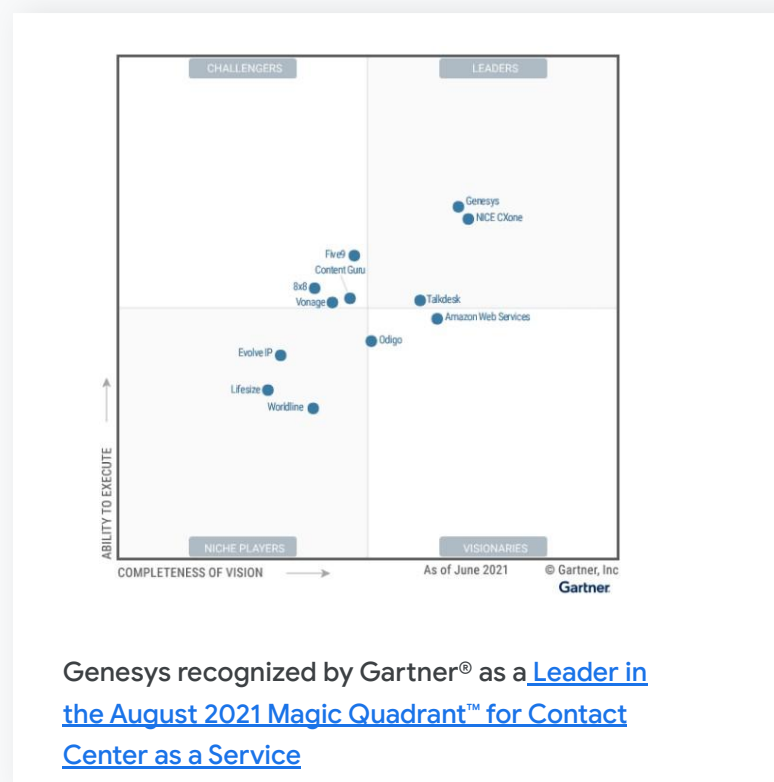 CHALLENGERS
LEADERS
Genesys
NICE CXone
Five9
Content Guru
8x8
Vonage
Talkdesk
Amazon Web Services
Odigo
Evolve IP
Lifesize
Worldline
ABILITY TO EXECUTE
NICHE PLAYERS
VISIONARIES
COMPLETENESS OF VISION
As of June 2021
© Gartner, Inc
Gartner
Genesys recognized by Gartner® as a Leader in
the August 2021 Magic Quadrant™ for Contact
Center as a Service